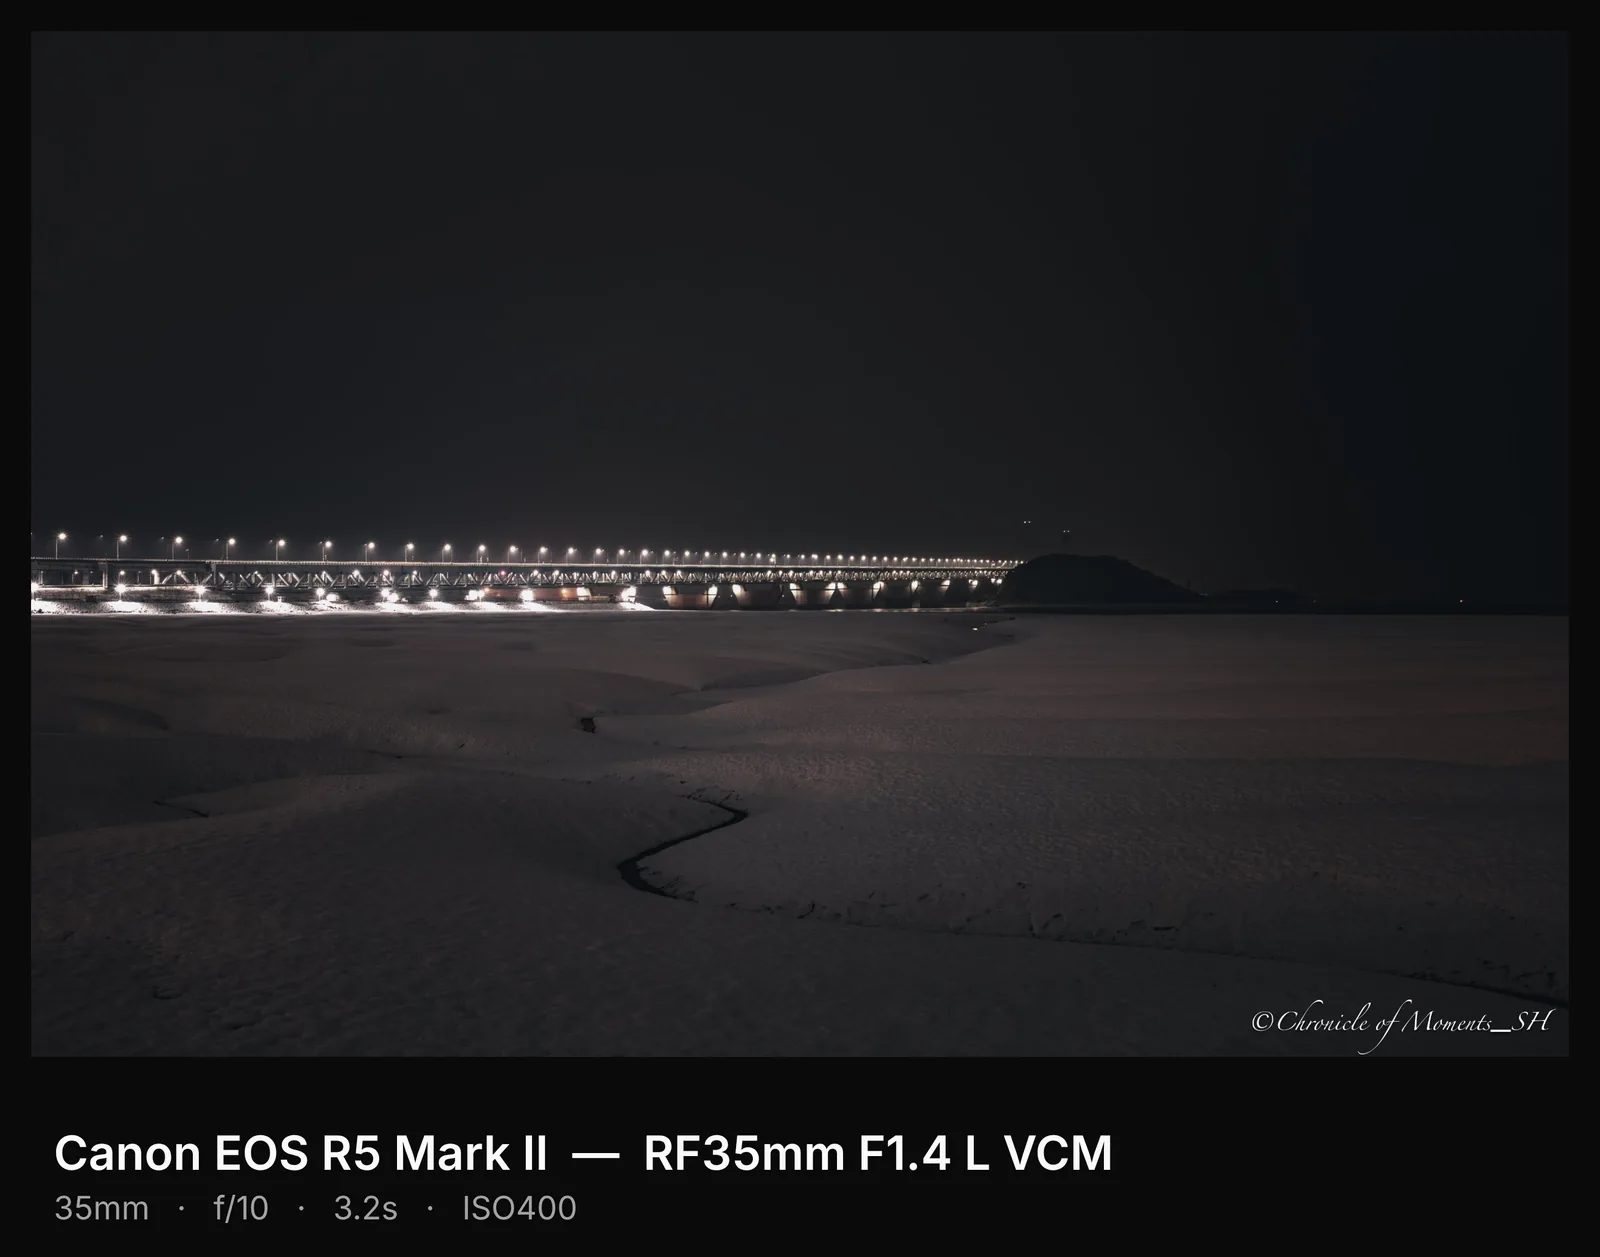 ©Chronicle of Moments_SH
Canon EOS R5 Mark II — RF35mm F1.4 L VCM
35mm · f/10 · 3.2s · ISO400